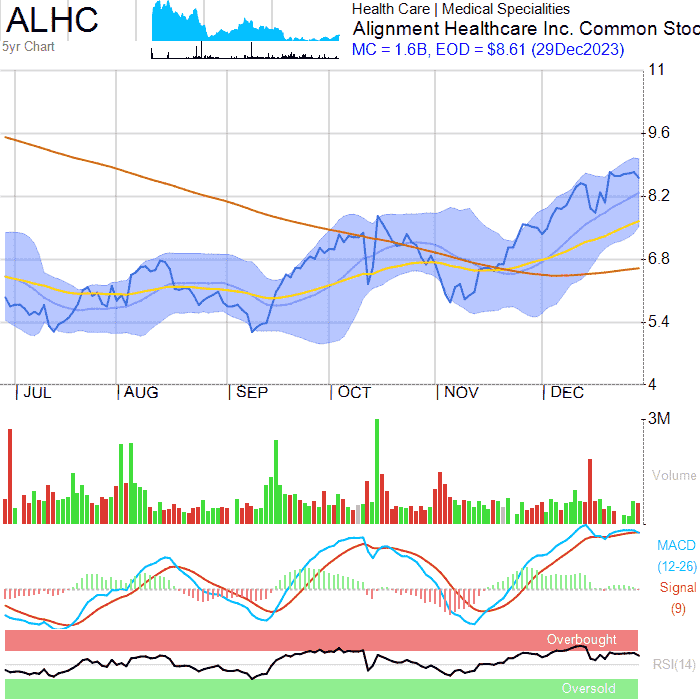 ALHC
5yr Chart
Health Care | Medical Specialities
Alignment Healthcare Inc. Common Stoc
MC = 1.6B, EOD = $8.61 (29Dec2023)
11
9.6
8.2
6.8
5.4
4
JUL AUG SEP OCT NOV DEC
3M
Volume
MACD
(12-26)
Signal
(9)
Overbought
RSI(14)
Oversold